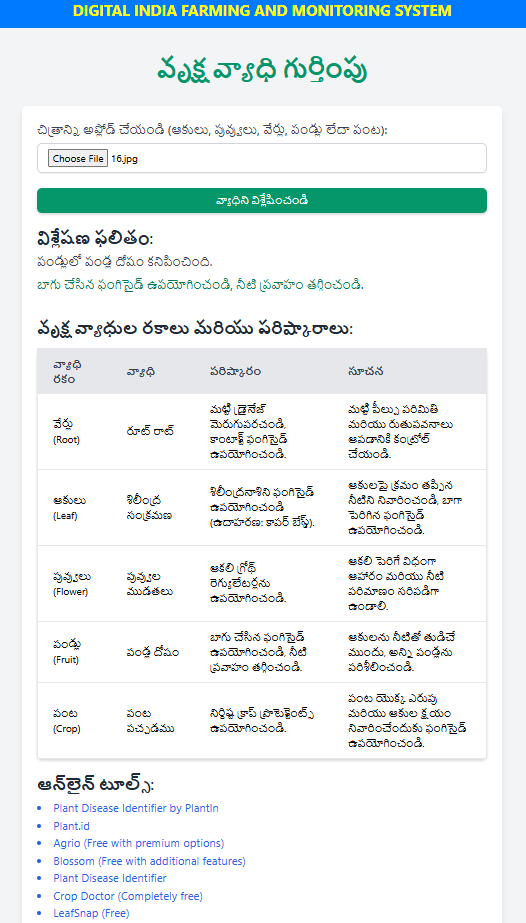 DIGITAL INDIA FARMING AND MONITORING SYSTEM
వృక్ష వ్యాధి గుర్తింపు
చిత్రాన్ని అప్లోడ్ చేయండి (ఆకులు, పువ్వులు, వేర్లు, పండ్లు లేదా పంట):
Choose File 16.jpg
వ్యాధిని విశ్లేషించండి
విశ్లేషణ ఫలితం:
పండ్లులో పండ్ల దోషం కనిపించింది.
బాగు చేసిన ఫంగిసైడ్ ఉపయోగించండి, నీటి ప్రవాహం తగ్గించండి.
వృక్ష వ్యాధుల రకాలు మరియు పరిష్కారాలు:
వ్యాధి
రకం
వ్యాధి
పరిష్కారం
సూచన
వేర్లు
(Root)
రూట్ రాట్
మట్టి డ్రైనేజ్
మెరుగుపరచండి,
కాంటాక్ట్ ఫంగిసైడ్
ఉపయోగించండి.
మట్టి పీల్చు పరిమితి
మరియు రుతుపవనాలు
ఆపడానికి కంట్రోల్
చేయండి.
ఆకులు
(Leaf)
శిలీంధ్ర
సంక్రమణ
శిలీంద్రనాశిని ఫంగిసైడ్
ఉపయోగించండి
(ఉదాహరణ: కాపర్ బేస్డ్).
ఆకులపై క్రమం తప్పిన
నీటిని నివారించండి, బాగా
పెరిగిన ఫంగిసైడ్
ఉపయోగించండి.
పువ్వులు
(Flower)
పువ్వుల
ముడతలు
ఆకలి గ్రోథ్
రెగ్యులేటర్లను
ఉపయోగించండి.
ఆకలి పెరిగే విధంగా
ఆహారం మరియు నీటి
పరిమాణం సరిపడిగా
ఉండాలి.
పండ్లు
(Fruit)
పండ్ల దోషం
బాగు చేసిన ఫంగిసైడ్
ఉపయోగించండి, నీటి
ప్రవాహం తగ్గించండి.
ఆకులను నీటితో తుడిచే
ముందు, అన్ని పండ్లను
పరిశీలించండి.
పంట
(Crop)
పంట
పచ్చడము
నిర్దిష్ట క్రాప్ ప్రొటెక్టెంట్స్
ఉపయోగించండి.
పంట యొక్క ఎరుపు
మరియు ఆకుల క్షయం
నివారించేందుకు ఫంగిసైడ్
ఉపయోగించండి.
ఆన్‌లైన్ టూల్స్:
Plant Disease Identifier by PlantIn
Plant.id
Agrio (Free with premium options)
Blossom (Free with additional features)
Plant Disease Identifier
Crop Doctor (Completely free)
LeafSnap (Free)